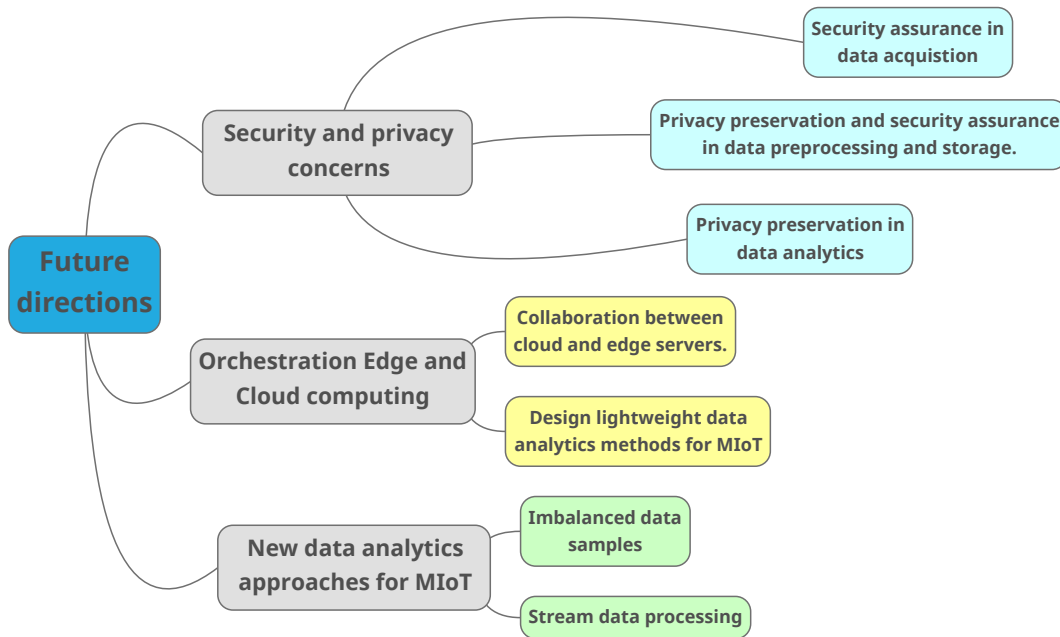 Future
directions
Security and privacy
concerns
Security assurance in
data acquistion
Privacy preservation and security assurance
in data preprocessing and storage.
Privacy preservation in
data analytics
Orchestration Edge and
Cloud computing
Collaboration between
cloud and edge servers.
Design lightweight data
analytics methods for MIoT
New data analytics
approaches for MIoT
Imbalanced data
samples
Stream data processing